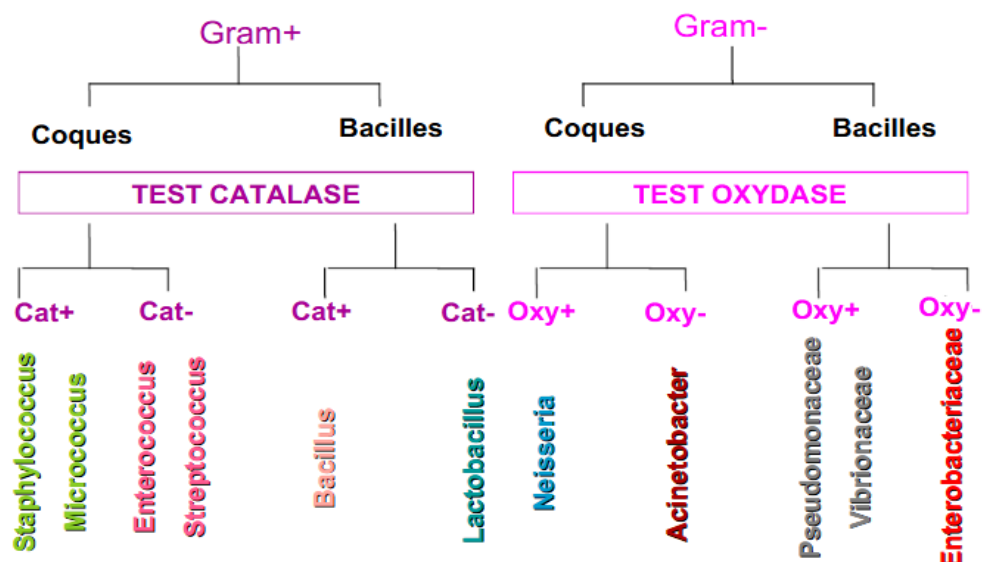 Gram+
Gram-
Coques
Bacilles
Coques
Bacilles
TEST CATALASE
TEST OXYDASE
Cat+
Cat-
Cat+
Cat-
Oxy+
Oxy-
Oxy+
Oxy-
Staphylococcus
Micrococcus
Enterococcus
Streptococcus
Bacillus
Lactobacillus
Neisseria
Acinetobacter
Pseudomonaceae
Vibrionaceae
Enterobacteriaceae